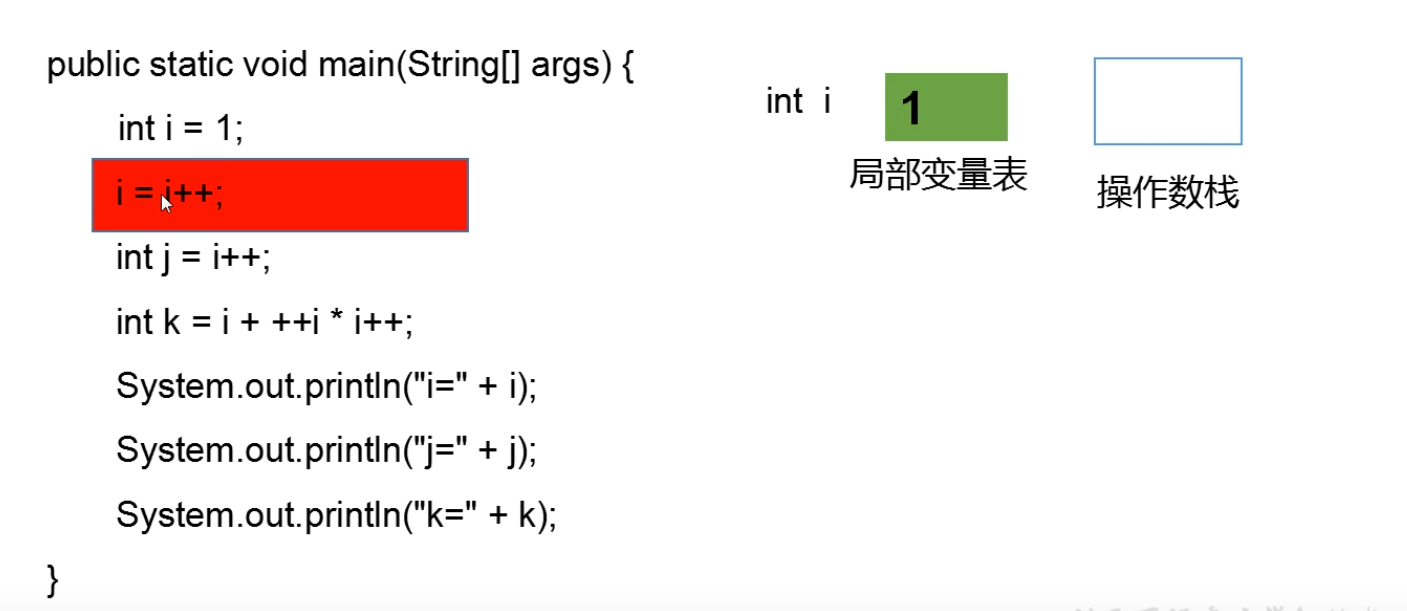 public static void main(String[] args) {
int i = 1;
i = i++;
int j = i++;
int k = i + ++i * i++;
System.out.println("i=" + i);
System.out.println("j=" + j);
System.out.println("k=" + k);
}
int i
1
局部变量表
操作数栈